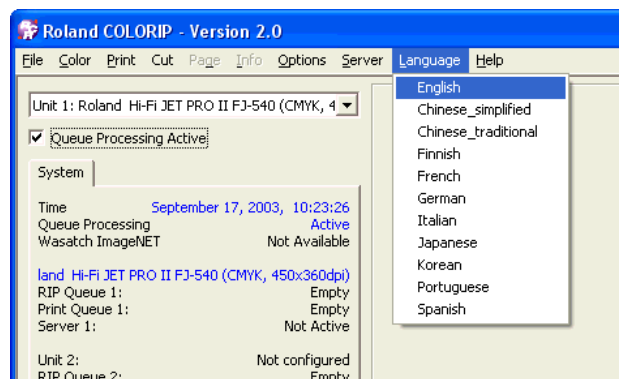 Roland COLORIP - Version 2.0
File Color Print Cut Page Info Options Server Language Help
Unit 1: Roland Hi-Fi JET PRO II FJ-540 (CMYK, 4
Queue Processing Active
System
Time September 17, 2003, 10:23:26
Queue Processing Active
Wasatch ImageNET Not Available
land Hi-Fi JET PRO II FJ-540 (CMYK, 450x360dpi)
RIP Queue 1: Empty
Print Queue 1: Empty
Server 1: Not Active
Unit 2: Not configured
RIP Queue 2: Empty
English
Chinese_simplified
Chinese_traditional
Finnish
French
German
Italian
Japanese
Korean
Portuguese
Spanish